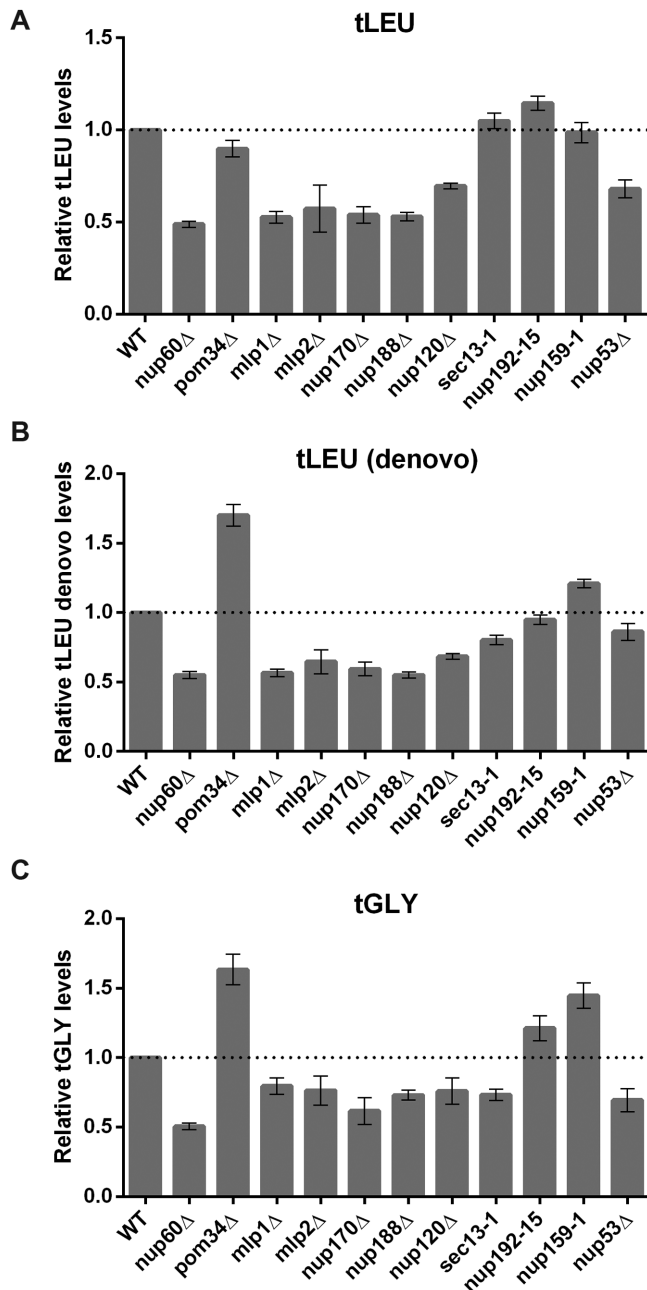 A
tLEU
Relative tLEU levels
1.5
1.0
0.5
0.0
WT
nup60Δ
pom34Δ
mlp1Δ
mlp2Δ
nup170Δ
nup188Δ
nup120Δ
sec13-1
nup192-15
nup159-1
nup53Δ
B
tLEU (denovo)
Relative tLEU denovo levels
2.0
1.5
1.0
0.5
0.0
WT
nup60Δ
pom34Δ
mlp1Δ
mlp2Δ
nup170Δ
nup188Δ
nup120Δ
sec13-1
nup192-15
nup159-1
nup53Δ
C
tGLY
Relative tGLY levels
2.0
1.5
1.0
0.5
0.0
WT
nup60Δ
pom34Δ
mlp1Δ
mlp2Δ
nup170Δ
nup188Δ
nup120Δ
sec13-1
nup192-15
nup159-1
nup53Δ